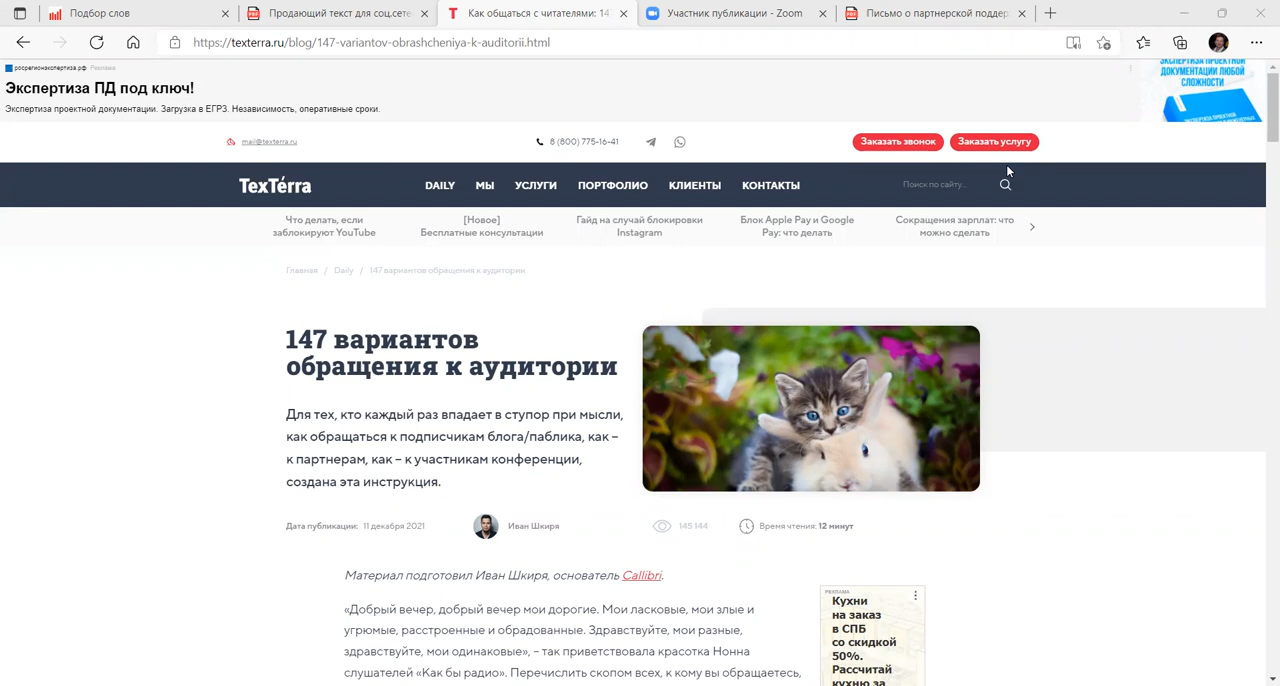 Подбор слов
Продающий текст для соц.сете
Как общаться с читателями: 14
Участник публикации - Zoom
Письмо о партнерской поддер
https://texterra.ru/blog/147-variantov-obrashcheniya-k-auditorii.html
росрегионэкспертиза.рф Реклама
Экспертиза ПД под ключ!
Экспертиза проектной документации. Загрузка в ЕГРЗ. Независимость, оперативные сроки.
ЭКСПЕРТИЗА ПРОЕКТНОЙ
ДОКУМЕНТАЦИИ ЛЮБОЙ
СЛОЖНОСТИ
mail@texterra.ru
8 (800) 775-16-41
Заказать звонок
Заказать услугу
TexTerra
DAILY
МЫ
УСЛУГИ
ПОРТФОЛИО
КЛИЕНТЫ
КОНТАКТЫ
Поиск по сайту...
Что делать, если
заблокируют YouTube
[Новое]
Бесплатные консультации
Гайд на случай блокировки
Instagram
Блок Apple Pay и Google
Pay: что делать
Сокращения зарплат: что
можно сделать
Главная / Daily / 147 вариантов обращения к аудитории
147 вариантов
обращения к аудитории
Для тех, кто каждый раз впадает в ступор при мысли,
как обращаться к подписчикам блога/паблика, как –
к партнерам, как – к участникам конференции,
создана эта инструкция.
Дата публикации: 11 декабря 2021
Иван Шкиря
145 144
Время чтения: 12 минут
Материал подготовил Иван Шкиря, основатель Callibri.
«Добрый вечер, добрый вечер мои дорогие. Мои ласковые, мои злые и
угрюмые, расстроенные и обрадованные. Здравствуйте, мои разные,
здравствуйте, мои одинаковые», – так приветствовала красотка Нонна
слушателей «Как бы радио». Перечислить скопом всех, к кому вы обращаетесь,
РЕКЛАМА
Кухни
на заказ
в СПБ
со скидкой
50%.
Рассчитай
кухню за